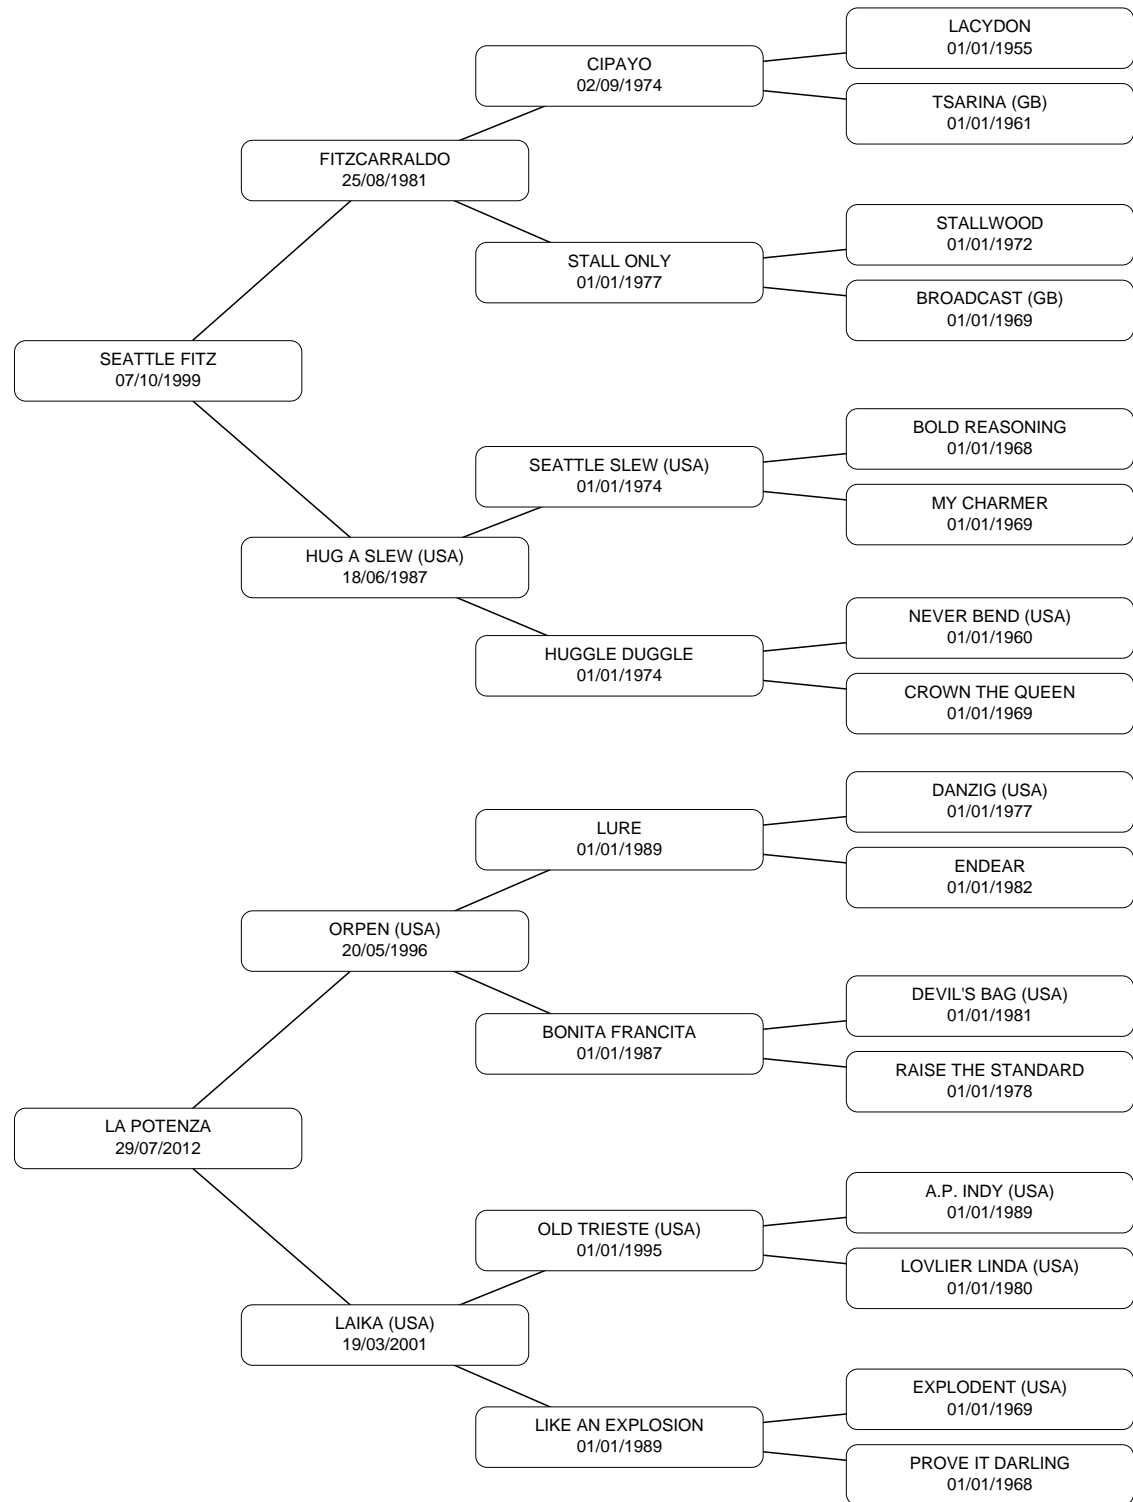 LACYDON
01/01/1955
CIPAYO
02/09/1974
TSARINA (GB)
01/01/1961
FITZCARRALDO
25/08/1981
STALLWOOD
01/01/1972
STALL ONLY
01/01/1977
BROADCAST (GB)
01/01/1969
SEATTLE FITZ
07/10/1999
BOLD REASONING
01/01/1968
SEATTLE SLEW (USA)
01/01/1974
MY CHARMER
01/01/1969
HUG A SLEW (USA)
18/06/1987
NEVER BEND (USA)
01/01/1960
HUGGLE DUGGLE
01/01/1974
CROWN THE QUEEN
01/01/1969
DANZIG (USA)
01/01/1977
LURE
01/01/1989
ENDEAR
01/01/1982
ORPEN (USA)
20/05/1996
DEVIL'S BAG (USA)
01/01/1981
BONITA FRANCITA
01/01/1987
RAISE THE STANDARD
01/01/1978
LA POTENZA
29/07/2012
A.P. INDY (USA)
01/01/1989
OLD TRIESTE (USA)
01/01/1995
LOVLIER LINDA (USA)
01/01/1980
LAIKA (USA)
19/03/2001
EXPLODENT (USA)
01/01/1969
LIKE AN EXPLOSION
01/01/1989
PROVE IT DARLING
01/01/1968